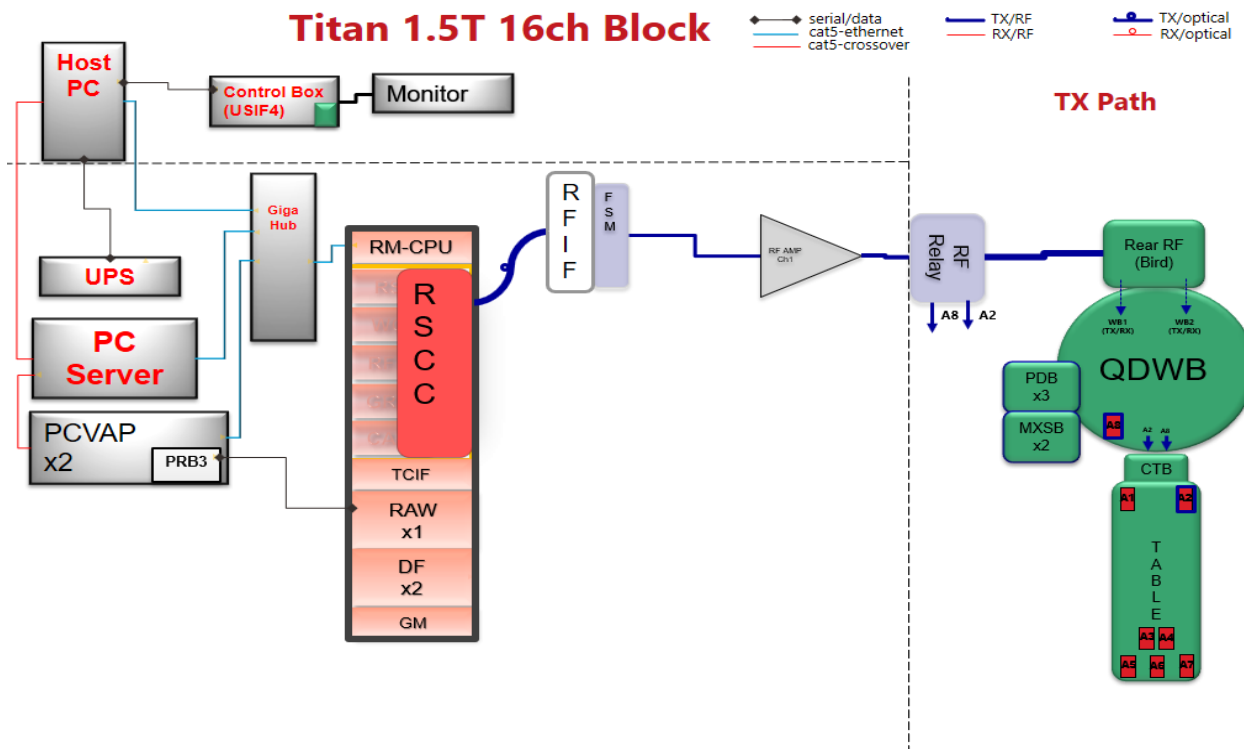 Titan 1.5T 16ch Block
serial/data
cat5-ethernet
cat5-crossover
TX/RF
RX/RF
TX/optical
RX/optical
Host
PC
Control Box
(USIF4)
Monitor
TX Path
Giga
Hub
UPS
PC
Server
PCVAP
x2
PRB3
RM-CPU
R
S
C
C
TCIF
RAW
x1
DF
x2
GM
R
F
I
F
F
S
M
RF AMP
Ch1
RF
Relay
A8
A2
Rear RF
(Bird)
WB1
(TX/RX)
WB2
(TX/RX)
QDWB
PDB
x3
MXSB
x2
A8
A2
A8
CTB
A1
A2
T
A
B
L
E
A3
A4
A5
A6
A7